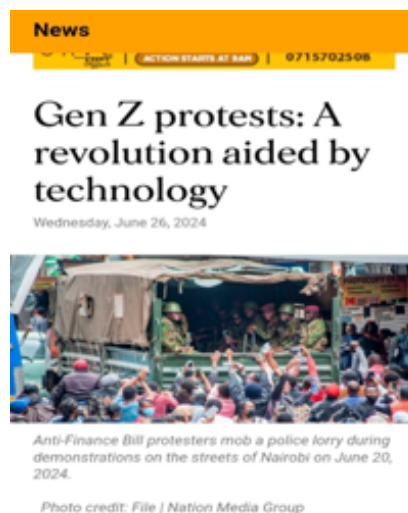 News
ACTION STARTS AT 9AM | 0715702508
Gen Z protests: A
revolution aided by
technology
Wednesday, June 26, 2024
Anti-Finance Bill protesters mob a police lorry during
demonstrations on the streets of Nairobi on June 20,
2024.
Photo credit: File | Nation Media Group